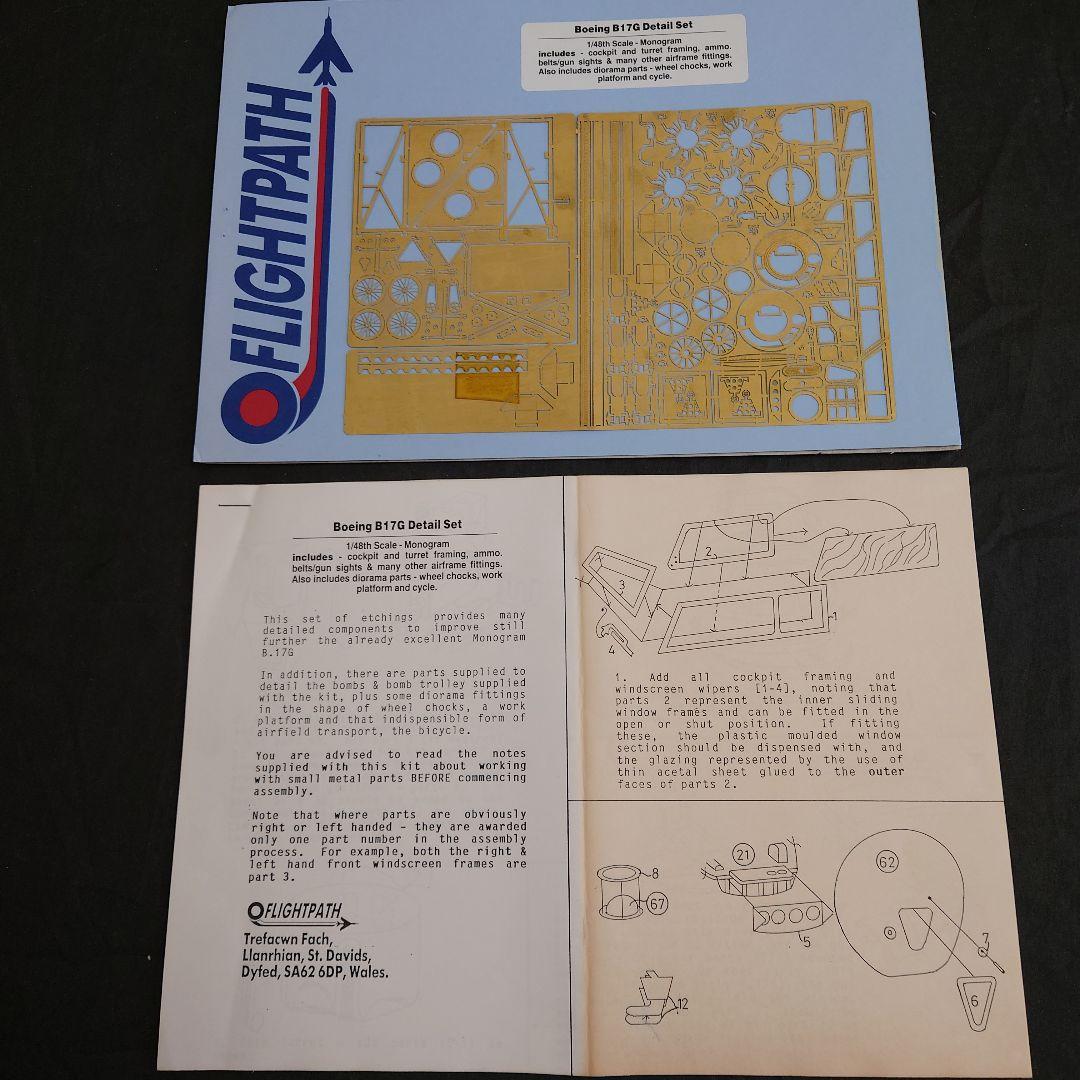 FLIGHTPATH
Boeing B17G Detail Set
1/48th Scale - Monogram
includes - cockpit and turret framing, ammo.
belts/gun sights & many other airframe fittings.
Also includes diorama parts - wheel chocks, work
platform and cycle.
Boeing B17G Detail Set
1/48th Scale - Monogram
includes - cockpit and turret framing, ammo.
belts/gun sights & many other airframe fittings.
Also includes diorama parts - wheel chocks, work
platform and cycle.
This set of etchings provides many
detailed components to improve still
further the already excellent Monogram
B.17G
In addition, there are parts supplied to
detail the bombs & bomb trolley supplied
with the kit, plus some diorama fittings
in the shape of wheel chocks, a work
platform and that indispensible form of
airfield transport, the bicycle.
You are advised to read the notes
supplied with this kit about working
with small metal parts BEFORE commencing
assembly.
Note that where parts are obviously
right or left handed - they are awarded
only one part number in the assembly
process. For example, both the right &
left hand front windscreen frames are
part 3.
FLIGHTPATH
Trefacwn Fach,
Llanrhian, St. Davids,
Dyfed, SA62 6DP, Wales.
2
3
1
4
1. Add all cockpit framing and
windscreen wipers [1-4], noting that
parts 2 represent the inner sliding
window frames and can be fitted in the
open or shut position. If fitting
these, the plastic moulded window
section should be dispensed with, and
the glazing represented by the use of
thin acetal sheet glued to the outer
faces of parts 2.
8
67
21
5
62
7
6
12